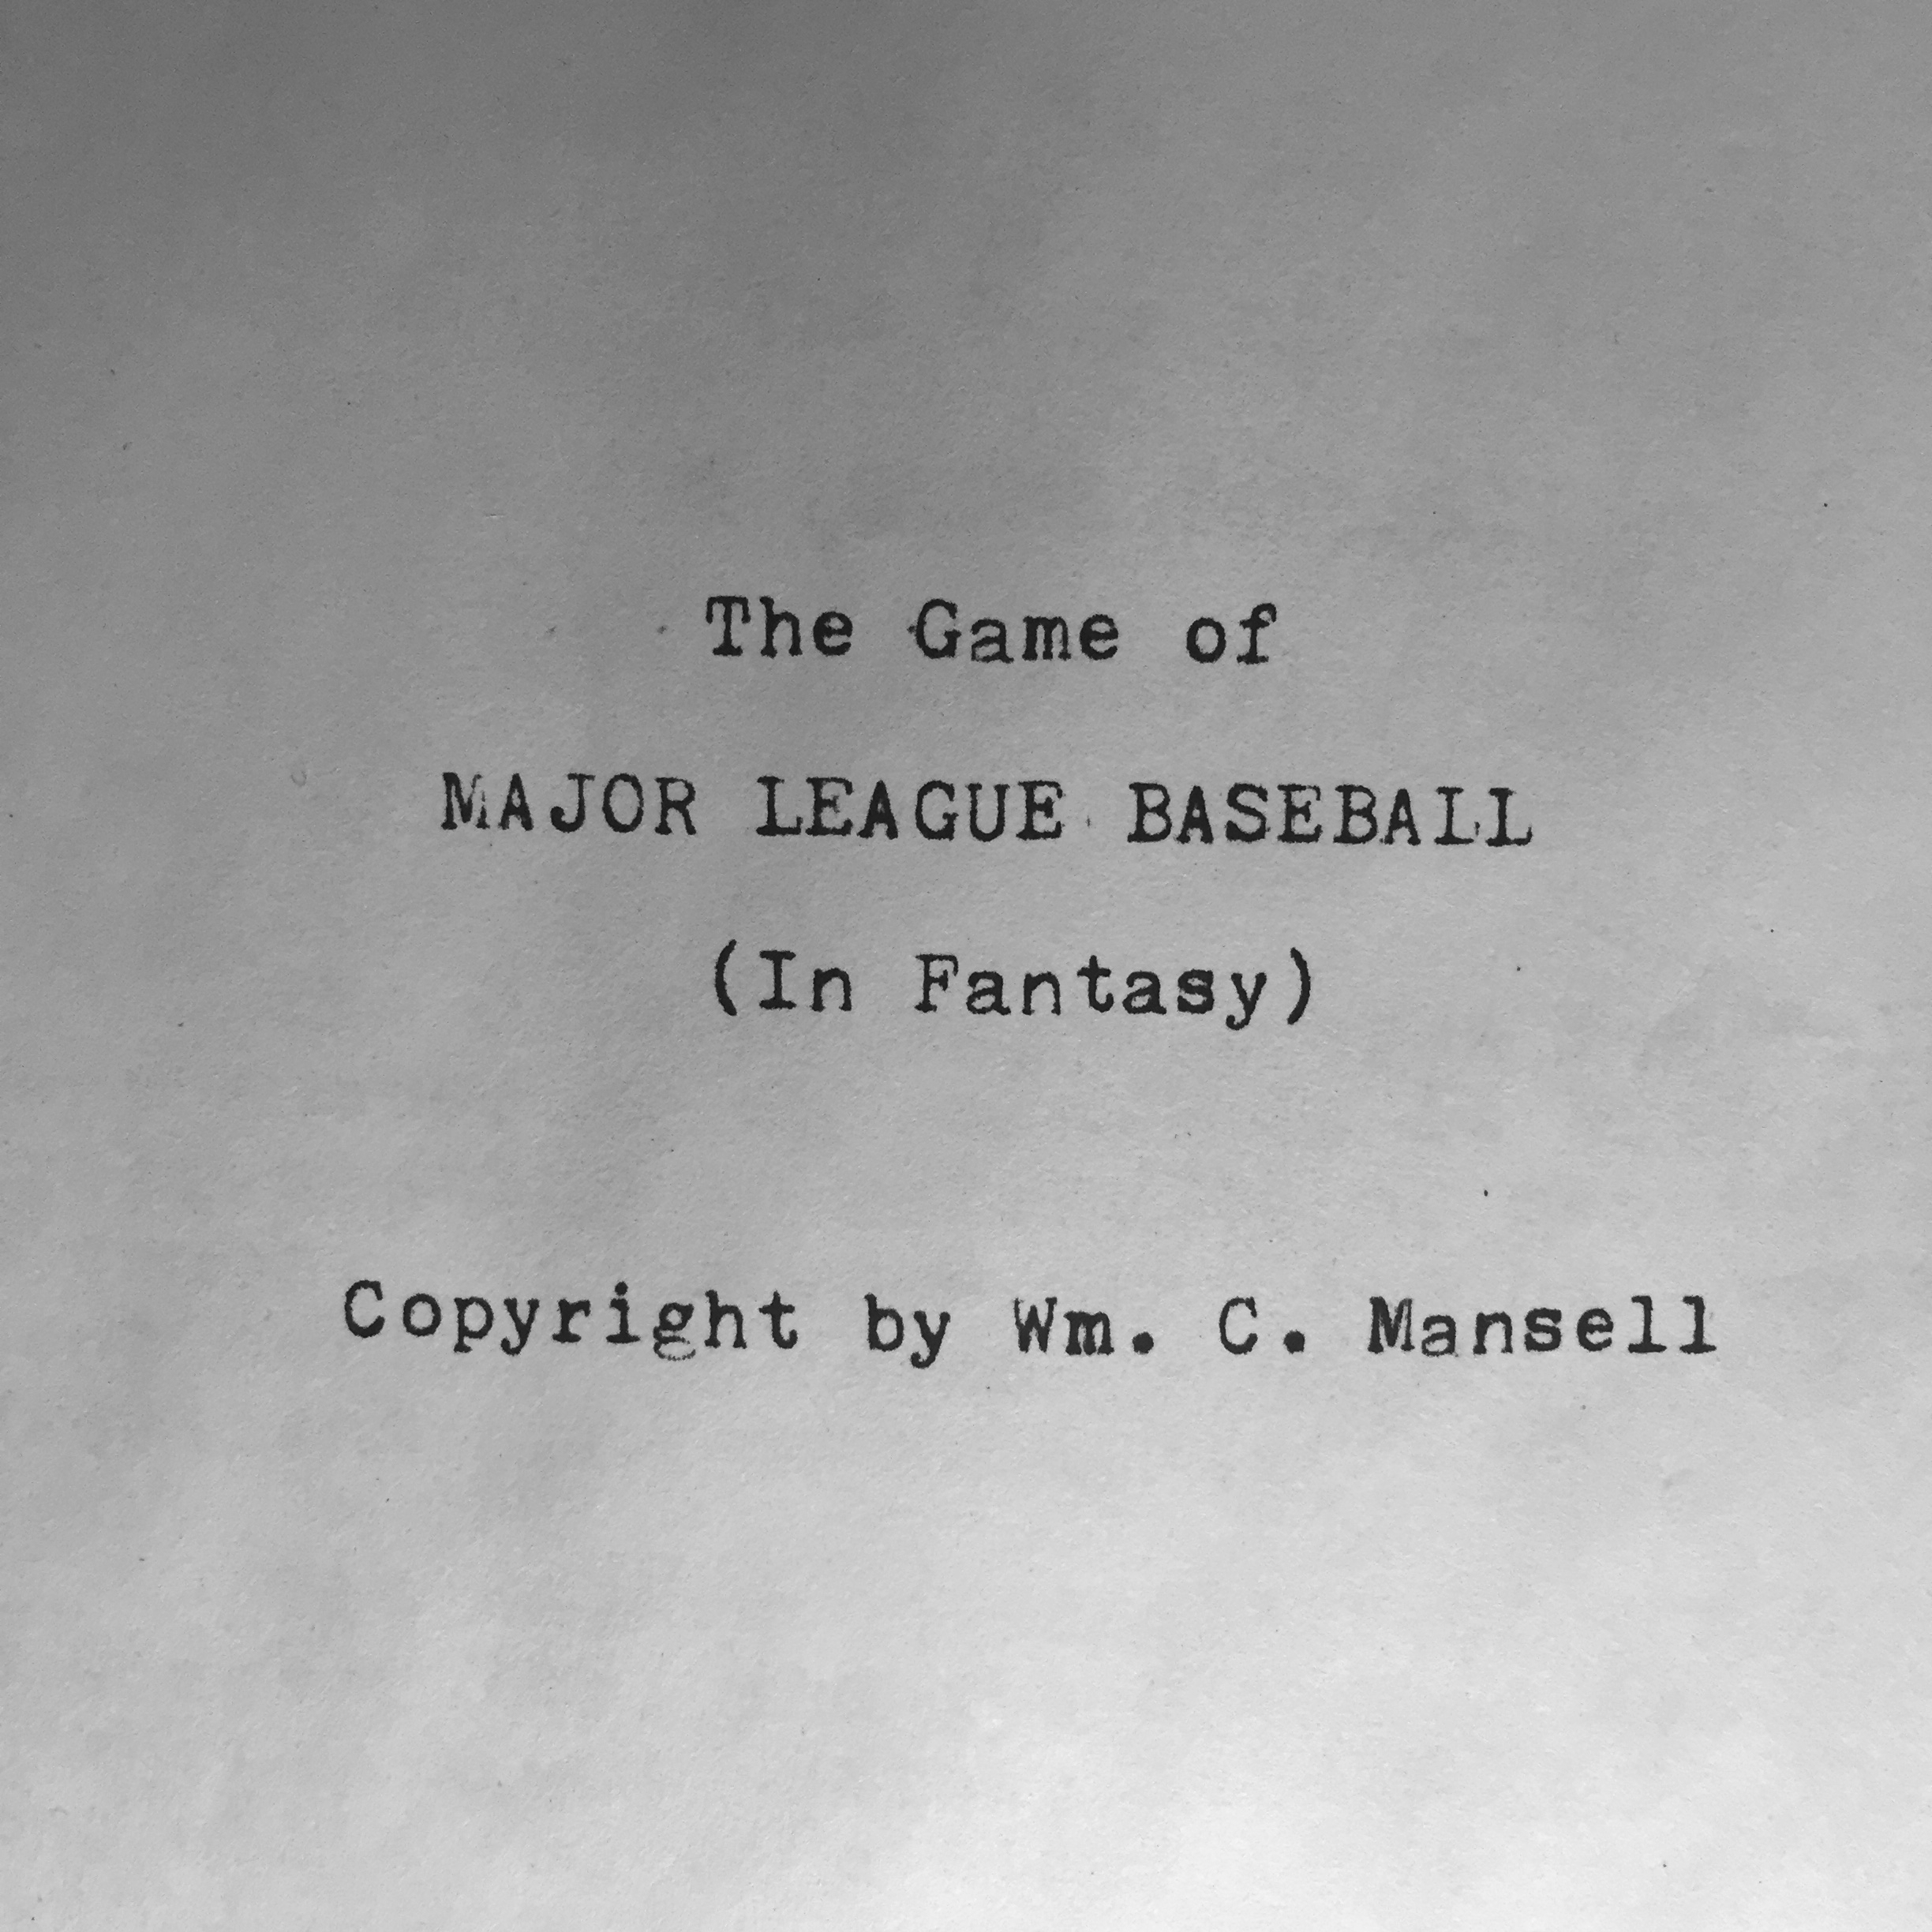 The Game of
MAJOR LEAGUE BASEBALL
(In Fantasy)
Copyright by Wm. C. Mansell